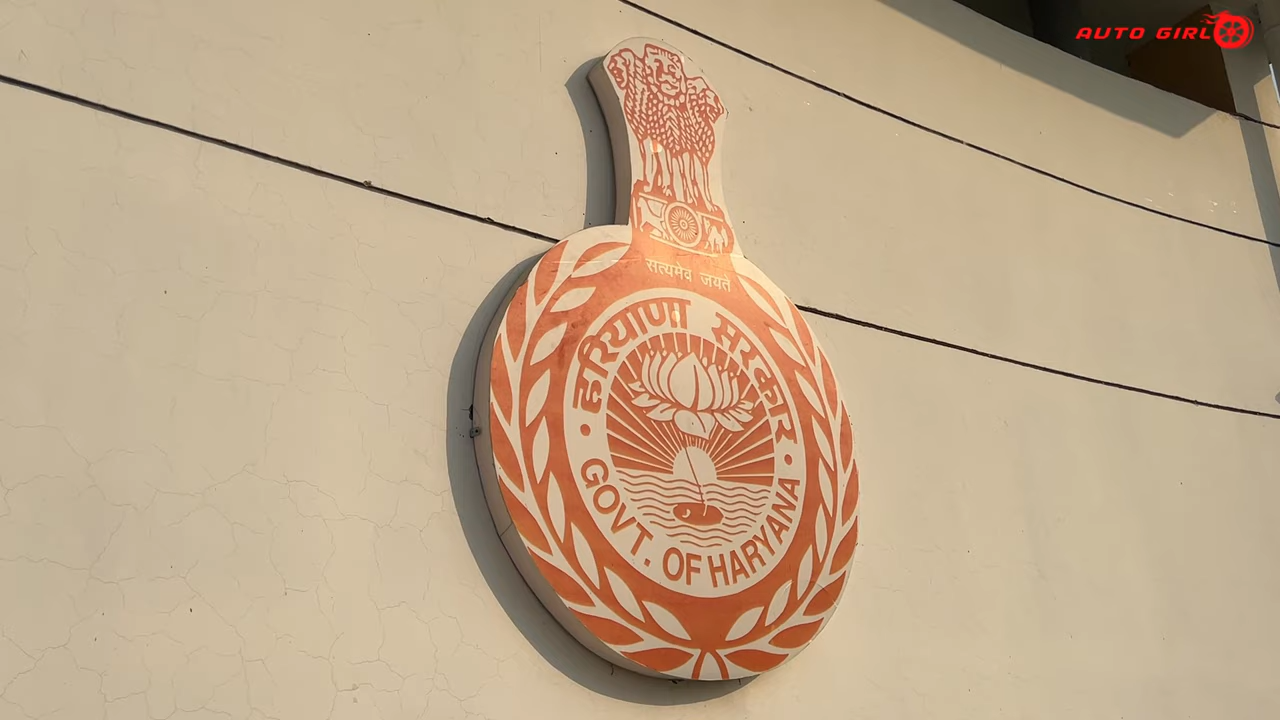 AUTO GIRL
सत्यमेव जयते
हरियाणा सरकार
GOVT. OF HARYANA